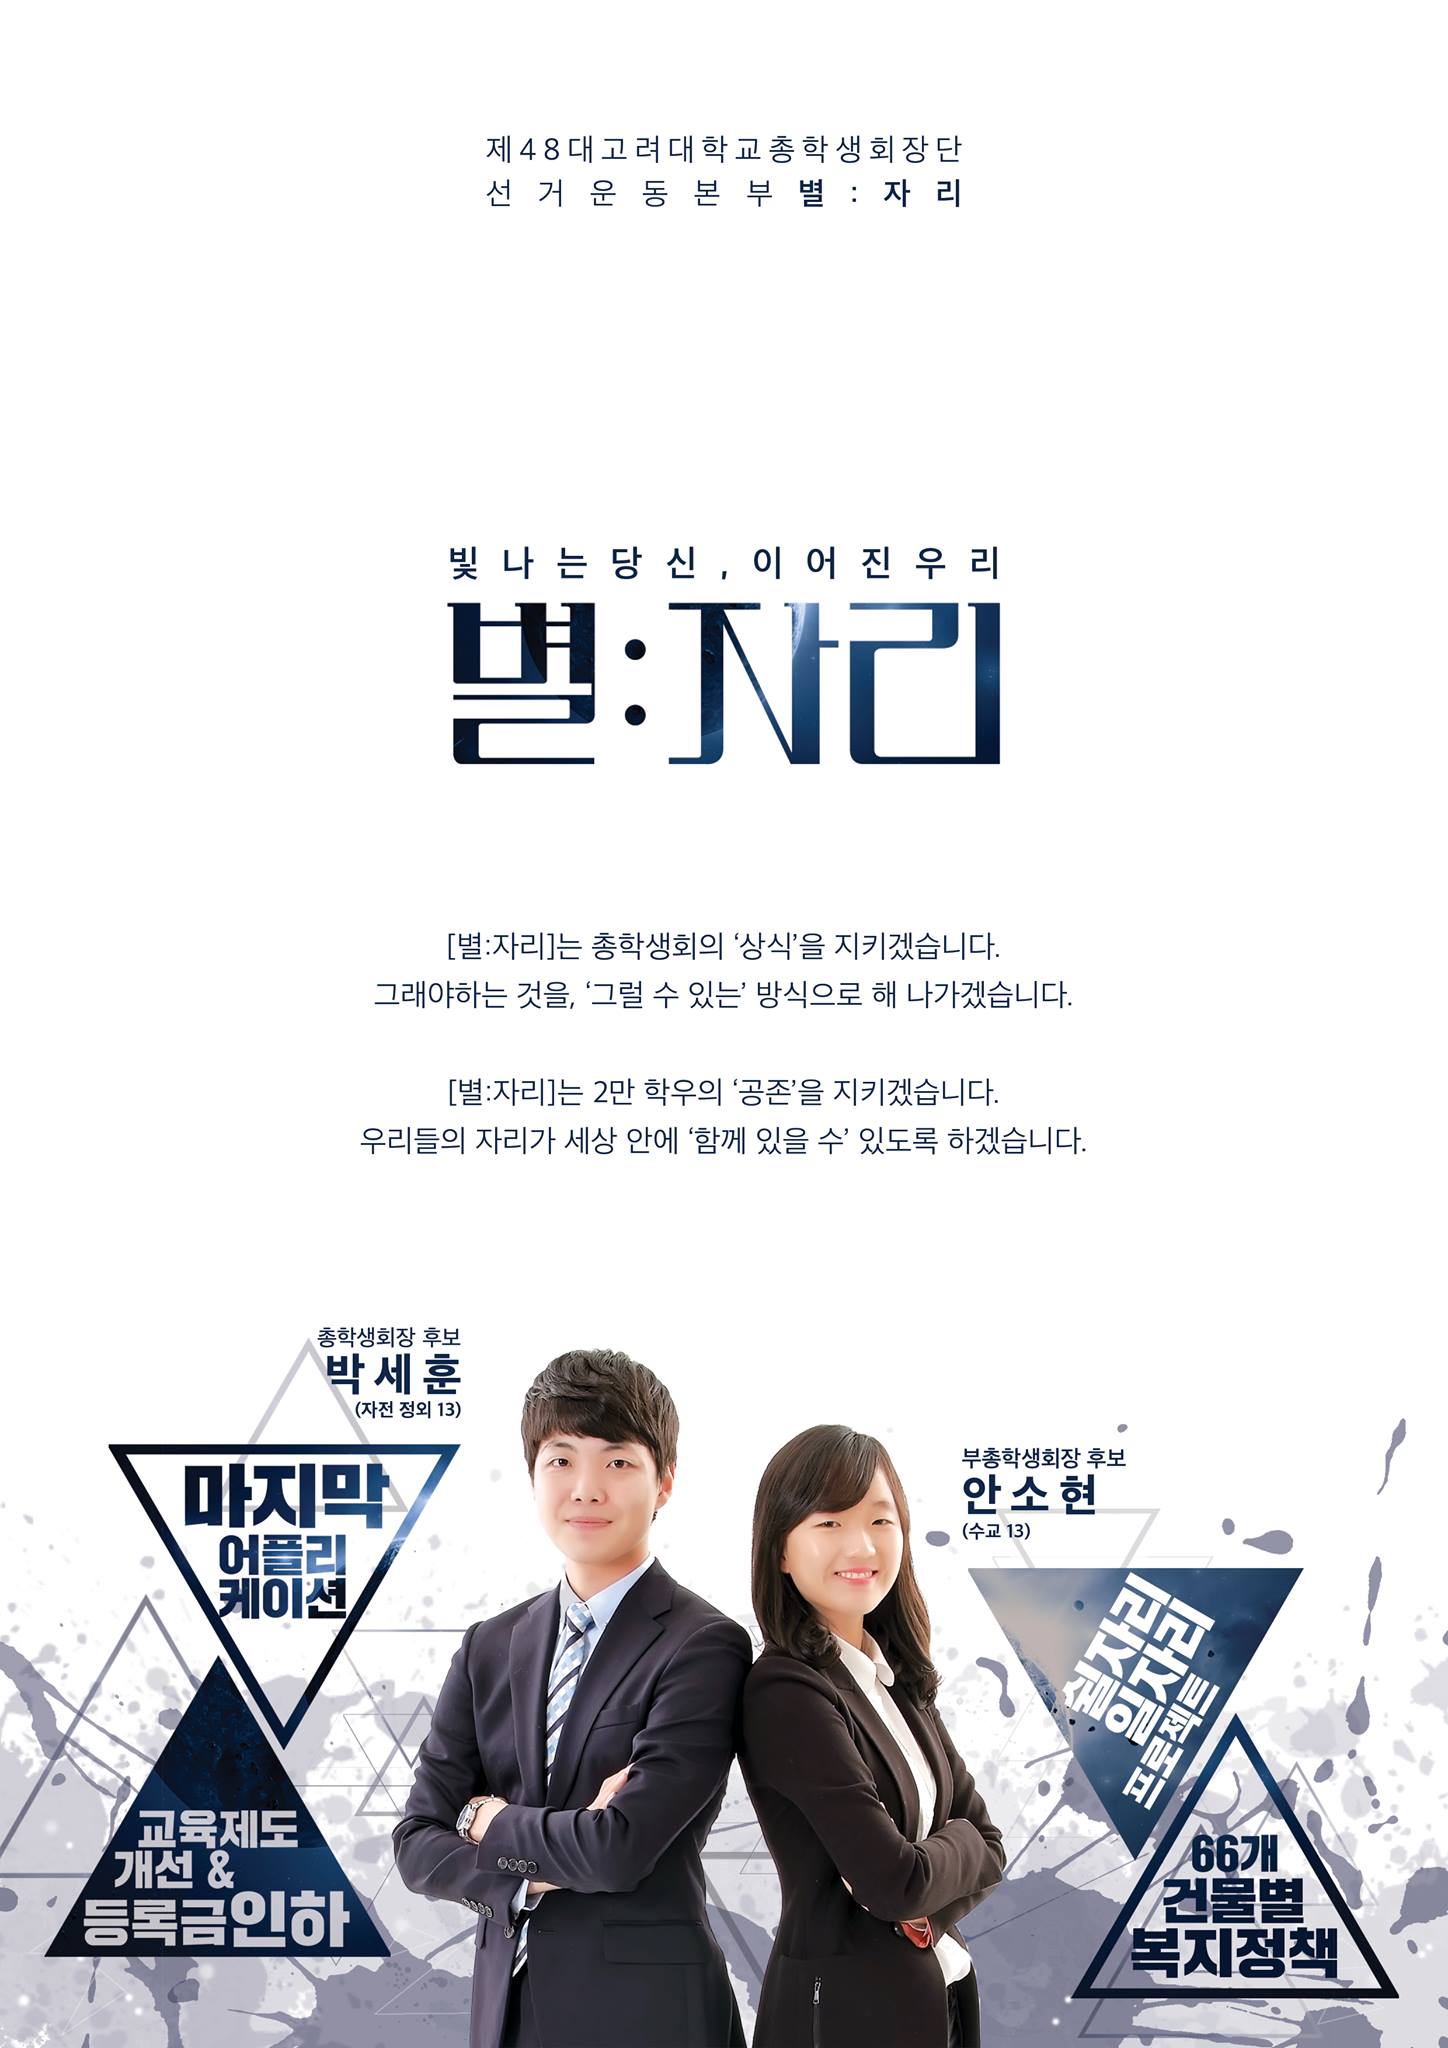 제48대고려대학교총학생회장단
선거운동본부 별:자리
빛나는당신, 이어진우리
별:자리
[별:자리]는 총학생회의 ‘상식’을 지키겠습니다.
그래야하는 것을, ‘그럴 수 있는’ 방식으로 해 나가겠습니다.
[별:자리]는 2만 학우의 ‘공존’을 지키겠습니다.
우리들의 자리가 세상 안에 ‘함께 있을 수’ 있도록 하겠습니다.
총학생회장 후보
박세훈
(자전 정외 13)
마지막
어플리
케이션
교육제도
개선 &
등록금인하
부총학생회장 후보
안소현
(수교 13)
일자리
프로젝트
66개
건물별
복지정책